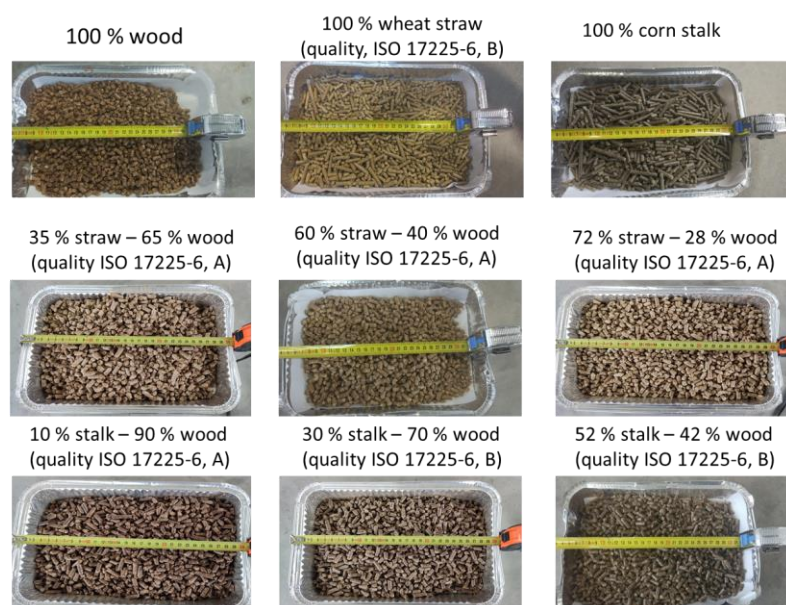 100 % wood
100 % wheat straw
(quality, ISO 17225-6, B)
100 % corn stalk
35 % straw – 65 % wood
(quality ISO 17225-6, A)
60 % straw – 40 % wood
(quality ISO 17225-6, A)
72 % straw – 28 % wood
(quality ISO 17225-6, A)
10 % stalk – 90 % wood
(quality ISO 17225-6, A)
30 % stalk – 70 % wood
(quality ISO 17225-6, B)
52 % stalk – 42 % wood
(quality ISO 17225-6, B)